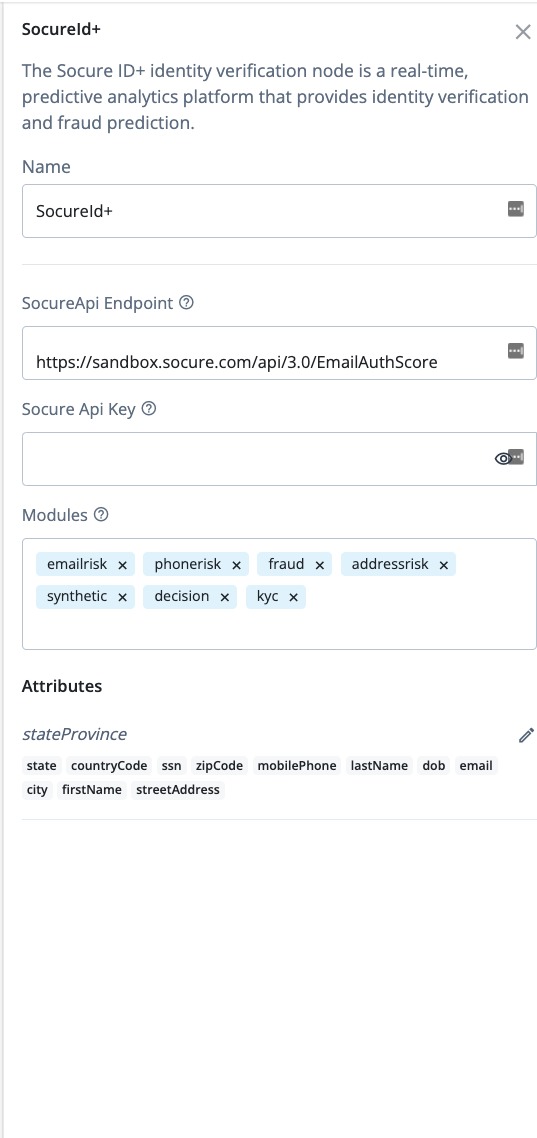 SocureId+
The Socure ID+ identity verification node is a real-time,
predictive analytics platform that provides identity verification
and fraud prediction.
Name
SocureId+
SocureApi Endpoint
https://sandbox.socure.com/api/3.0/EmailAuthScore
Socure Api Key
Modules
emailrisk × phonerisk × fraud × addressrisk ×
synthetic × decision × kyc ×
Attributes
stateProvince
state countryCode ssn zipCode mobilePhone lastName dob email
city firstName streetAddress